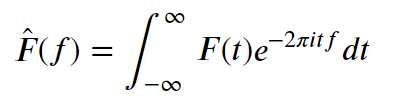 F̂(f) = ∫_{-∞}^{∞} F(t)e^{-2πitf} dt